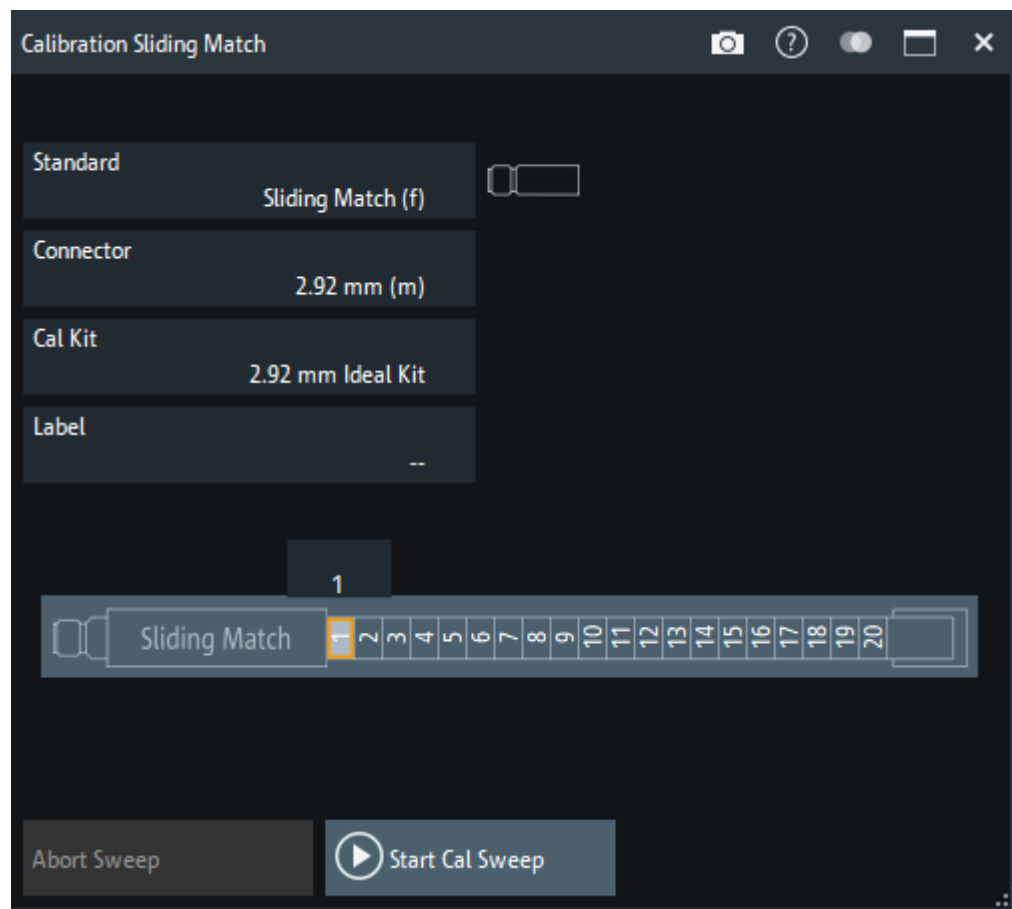 Calibration Sliding Match
Standard
Sliding Match (f)
Connector
2.92 mm (m)
Cal Kit
2.92 mm Ideal Kit
Label
--
1
Sliding Match 1 2 3 4 5 6 7 8 9 10 11 12 13 14 15 16 17 18 19 20
Abort Sweep
Start Cal Sweep